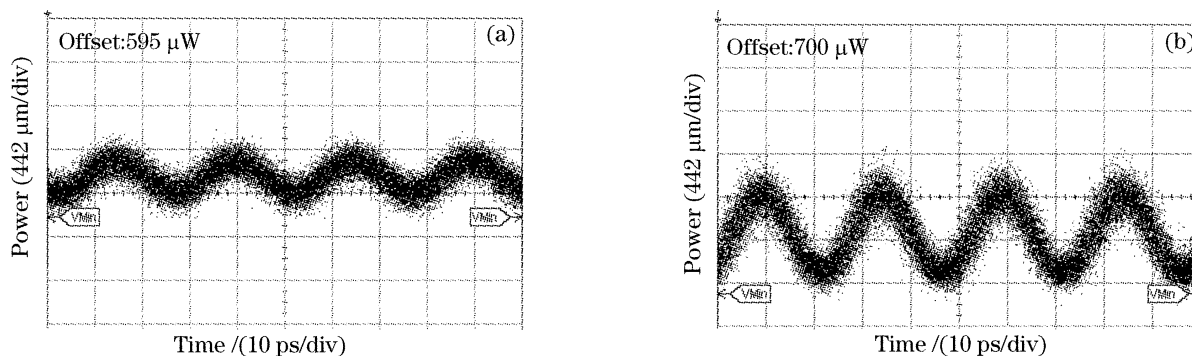 Offset:595 μW
(a)
Power (442 μm/div)
VMin
VMin
Time /(10 ps/div)
Offset:700 μW
(b)
Power (442 μm/div)
VMin
VMin
Time /(10 ps/div)